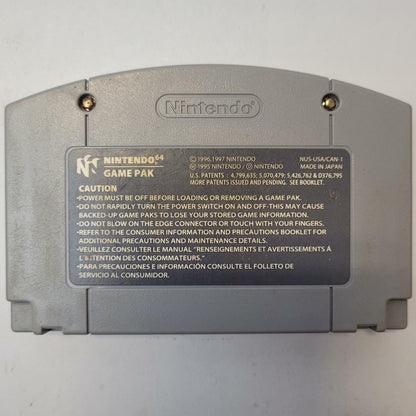 Nintendo
NINTENDO 64
GAME PAK
© 1996, 1997 NINTENDO
Ⓜ 1995 NINTENDO, ⓒ
NUS-USA/CAN-1
MADE IN JAPAN
U.S. PATENTS : 4,799,635; 5,070,479; 5,426,762 & D376,795
MORE PATENTS ISSUED AND PENDING. SEE BOOKLET.
CAUTION
•POWER MUST BE OFF BEFORE LOADING OR REMOVING A GAME PAK.
•DO NOT RAPIDLY TURN THE POWER SWITCH ON AND OFF-THIS MAY CAUSE
BACKED-UP GAME PAKS TO LOSE YOUR STORED GAME INFORMATION.
•DO NOT BLOW ON THE EDGE CONNECTOR OR TOUCH WITH YOUR FINGERS.
•REFER TO THE CONSUMER INFORMATION AND PRECAUTIONS BOOKLET FOR
ADDITIONAL PRECAUTIONS AND MAINTENANCE DETAILS.
•VEUILLEZ CONSULTER LE MANUAL "RENSEIGNEMENTS ET AVERTISSEMENTS À
L'ATTENTION DES CONSOMMATEURS."
•PARA PRECAUCIONES E INFORMACIÓN CONSULTE EL FOLLETO DE
SERVICIO AL CONSUMIDOR.